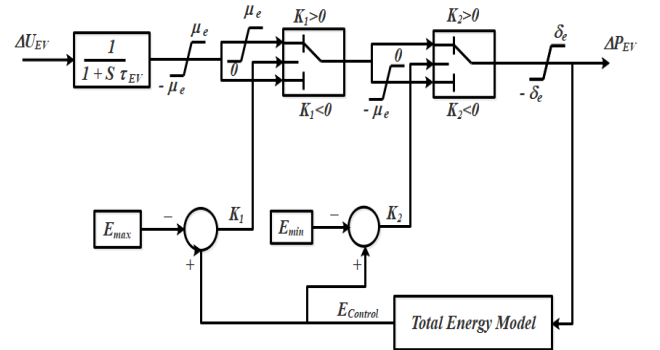 ΔU_EV
1
1+S τ_EV
μ_e
- μ_e
μ_e
0
K_1>0
K_1<0
0
- μ_e
K_2>0
K_2<0
δ_e
- δ_e
ΔP_EV
E_max
−
+
K_1
E_min
−
+
K_2
E_Control
Total Energy Model